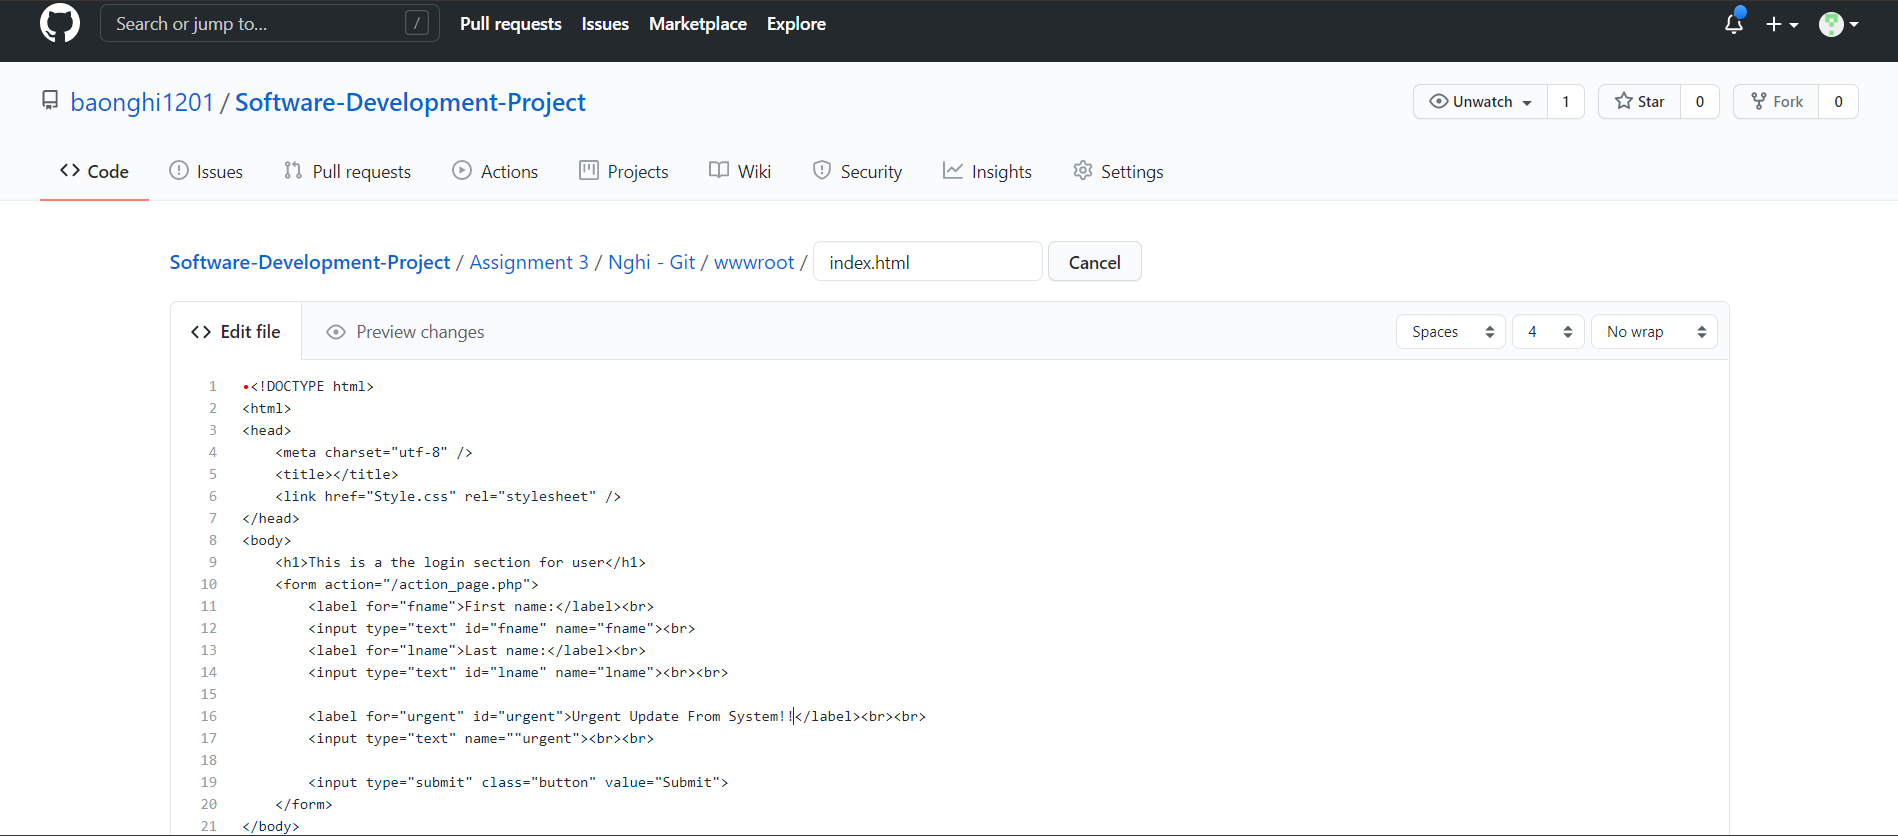 Search or jump to... /
Pull requests Issues Marketplace Explore
baonghi1201 / Software-Development-Project
Unwatch 1 Star 0 Fork 0
Code Issues Pull requests Actions Projects Wiki Security Insights Settings
Software-Development-Project / Assignment 3 / Nghi - Git / wwwroot / index.html Cancel
<> Edit file Preview changes Spaces 4 No wrap
1 •<!DOCTYPE html>
2 <html>
3 <head>
4     <meta charset="utf-8" />
5     <title></title>
6     <link href="Style.css" rel="stylesheet" />
7 </head>
8 <body>
9     <h1>This is a the login section for user</h1>
10     <form action="/action_page.php">
11         <label for="fname">First name:</label><br>
12         <input type="text" id="fname" name="fname"><br>
13         <label for="lname">Last name:</label><br>
14         <input type="text" id="lname" name="lname"><br><br>
15
16         <label for="urgent" id="urgent">Urgent Update From System!!</label><br><br>
17         <input type="text" name=""urgent"><br><br>
18
19         <input type="submit" class="button" value="Submit">
20     </form>
21 </body>